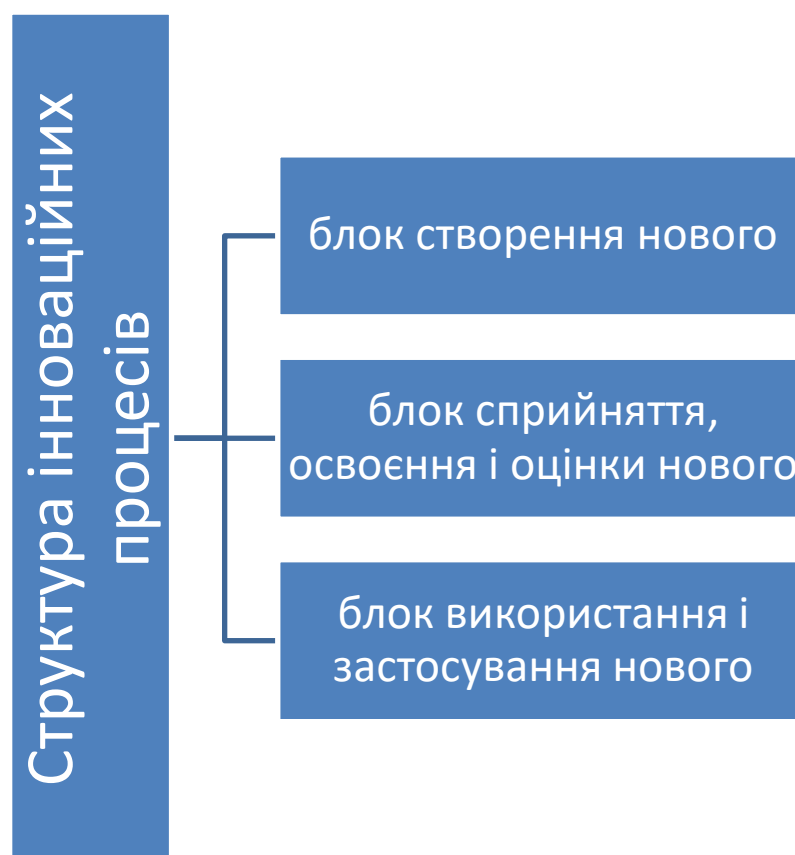 Структура інноваційних
процесів
блок створення нового
блок сприйняття,
освоєння і оцінки нового
блок використання і
застосування нового